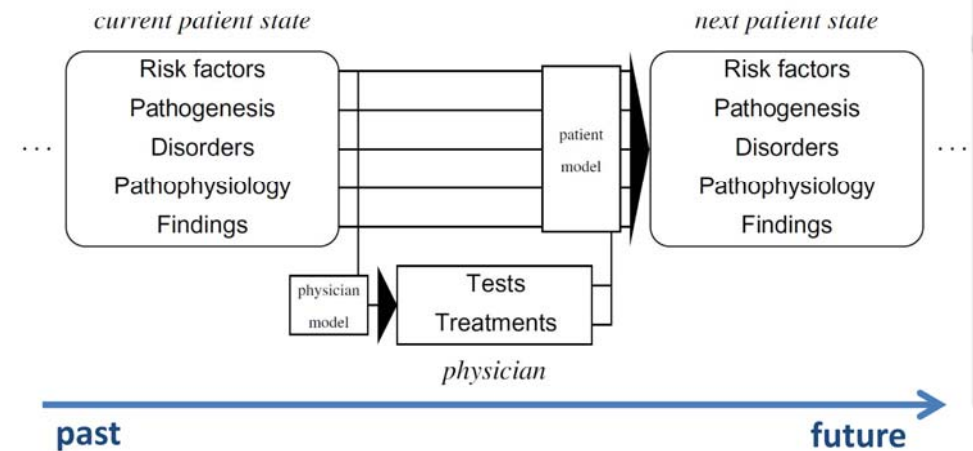 current patient state
next patient state
Risk factors
Pathogenesis
Disorders
Pathophysiology
Findings
patient
model
Risk factors
Pathogenesis
Disorders
Pathophysiology
Findings
...
...
physician
model
Tests
Treatments
physician
past
future